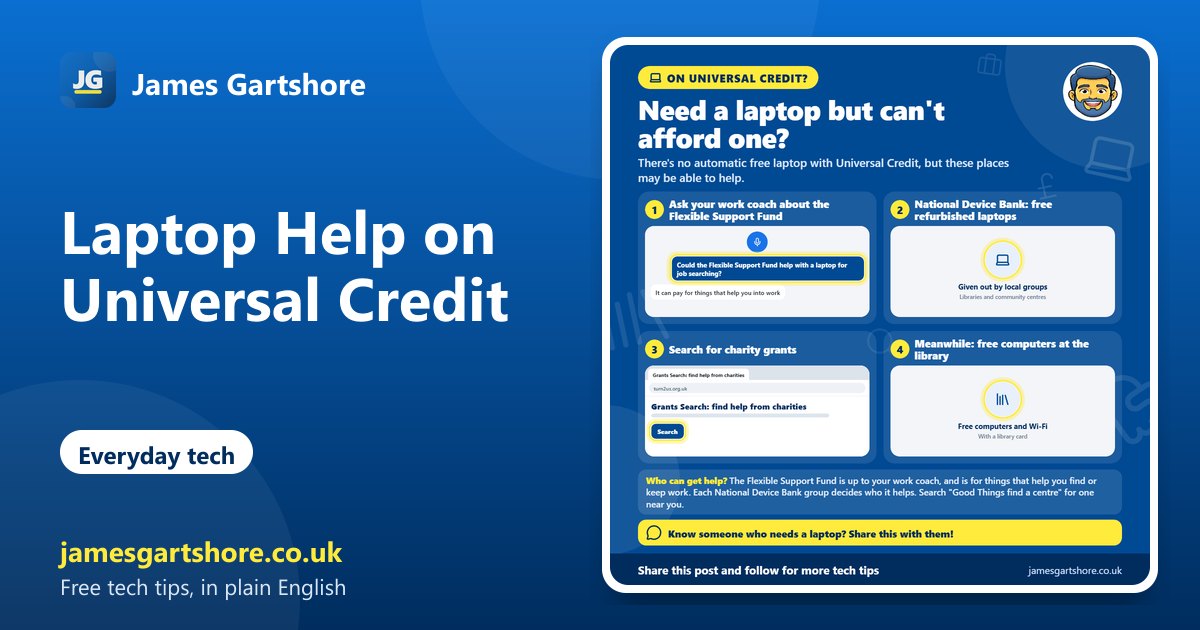 JG
James Gartshore
Laptop Help on
Universal Credit
Everyday tech
jamesgartshore.co.uk
Free tech tips, in plain English
ON UNIVERSAL CREDIT?
Need a laptop but can't
afford one?
There's no automatic free laptop with Universal Credit, but these places
may be able to help.
£
1
Ask your work coach about the
Flexible Support Fund
Could the Flexible Support Fund help with a laptop for
job searching?
It can pay for things that help you into work
2
National Device Bank: free
refurbished laptops
Given out by local groups
Libraries and community centres
3
Search for charity grants
Grants Search: find help from charities
turn2us.org.uk
Grants Search: find help from charities
Search
4
Meanwhile: free computers at the
library
Free computers and Wi-Fi
With a library card
Who can get help? The Flexible Support Fund is up to your work coach, and is for things that help you find or
keep work. Each National Device Bank group decides who it helps. Search "Good Things find a centre" for one
near you.
Know someone who needs a laptop? Share this with them!
Share this post and follow for more tech tips
jamesgartshore.co.uk